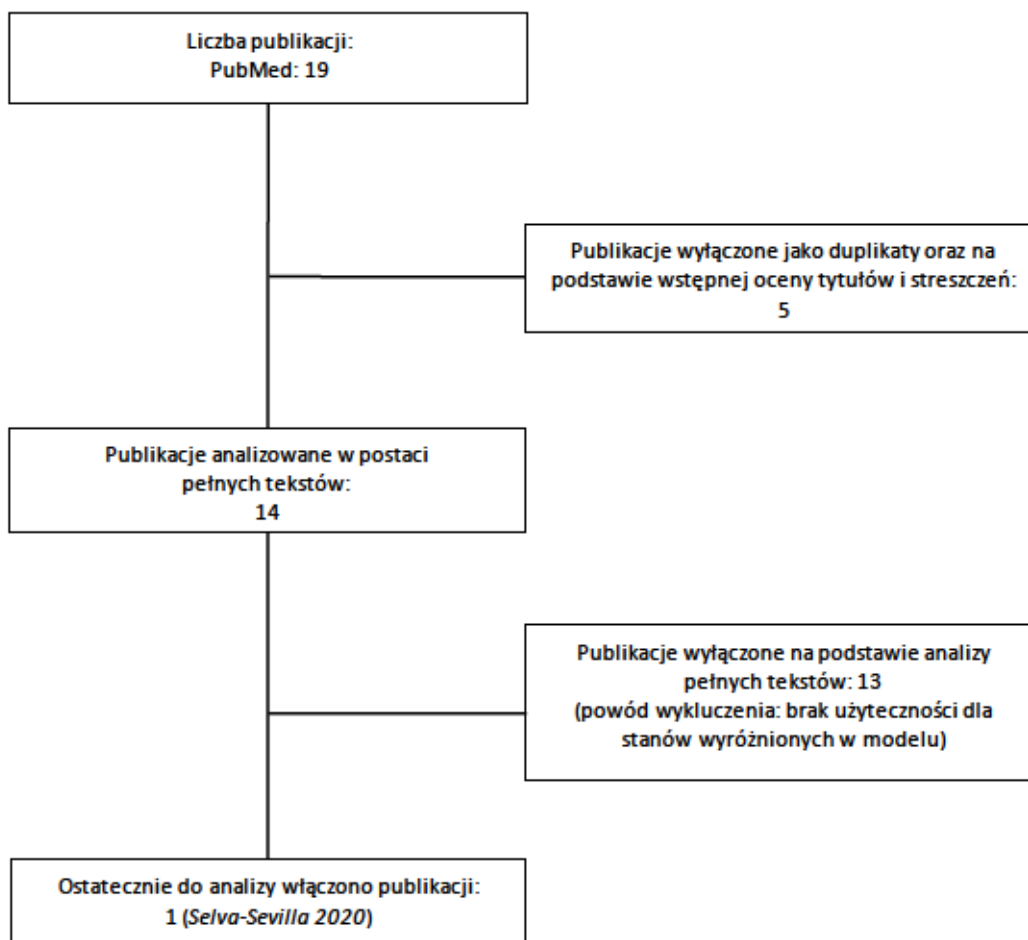 Liczba publikacji:
PubMed: 19
Publikacje wyłączone jako duplikaty oraz na
podstawie wstępnej oceny tytułów i streszczeń:
5
Publikacje analizowane w postaci
pełnych tekstów:
14
Publikacje wyłączone na podstawie analizy
pełnych tekstów: 13
(powód wykluczenia: brak użyteczności dla
stanów wyróżnionych w modelu)
Ostatecznie do analizy włączono publikacji:
1 (Selva-Sevilla 2020)